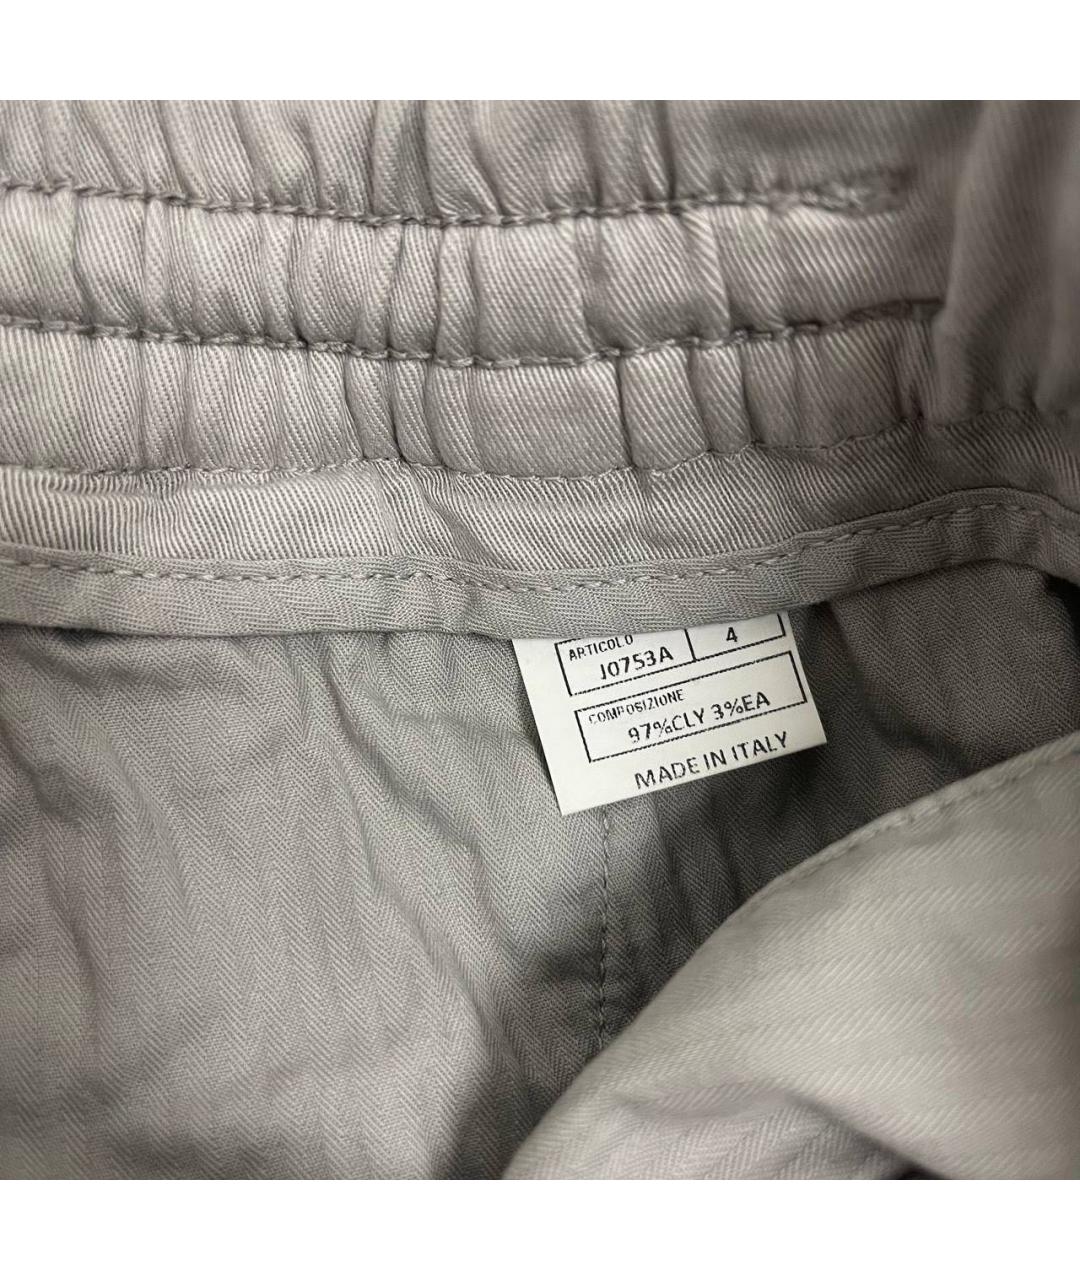 ARTICOLO
J0753A
4
COMPOSIZIONE
97%CLY 3%EA
MADE IN ITALY